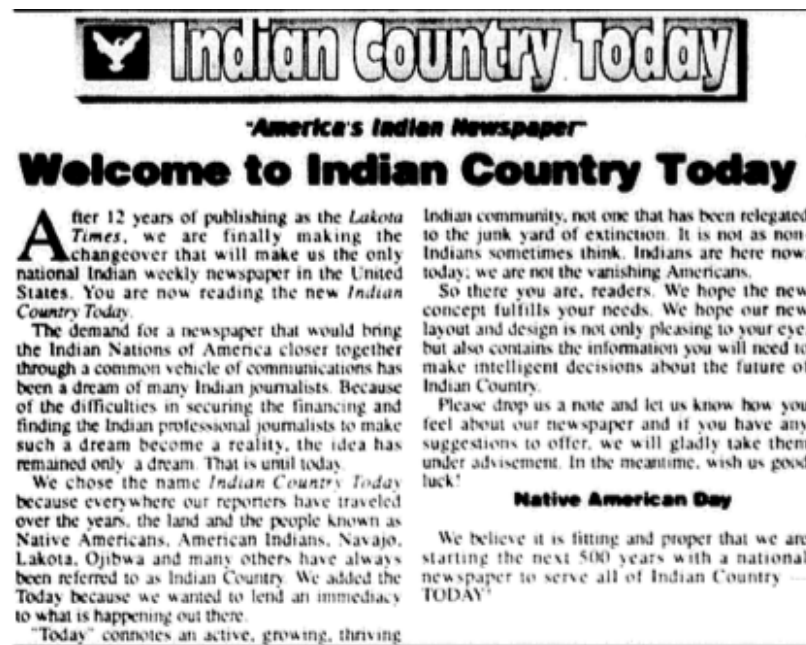 Indian Country Today
"America's Indian Newspaper"
Welcome to Indian Country Today
After 12 years of publishing as the Lakota
Times, we are finally making the
changeover that will make us the only
national Indian weekly newspaper in the United
States. You are now reading the new Indian
Country Today.
The demand for a newspaper that would bring
the Indian Nations of America closer together
through a common vehicle of communications has
been a dream of many Indian journalists. Because
of the difficulties in securing the financing and
finding the Indian professional journalists to make
such a dream become a reality, the idea has
remained only a dream. That is until today.
We chose the name Indian Country Today
because everywhere our reporters have traveled
over the years, the land and the people known as
Native Americans, American Indians, Navajo,
Lakota, Ojibwa and many others have always
been referred to as Indian Country. We added the
Today because we wanted to lend an immediacy
to what is happening out there.
"Today" connotes an active, growing, thriving
Indian community, not one that has been relegated
to the junk yard of extinction. It is not as non-
Indians sometimes think. Indians are here now,
today; we are not the vanishing Americans.
So there you are, readers. We hope the new
concept fulfills your needs. We hope our new
layout and design is not only pleasing to your eye,
but also contains the information you will need to
make intelligent decisions about the future of
Indian Country.
Please drop us a note and let us know how you
feel about our newspaper and if you have any
suggestions to offer, we will gladly take them
under advisement. In the meantime, wish us good
luck!
Native American Day
We believe it is fitting and proper that we are
starting the next 500 years with a national
newspaper to serve all of Indian Country —
TODAY!